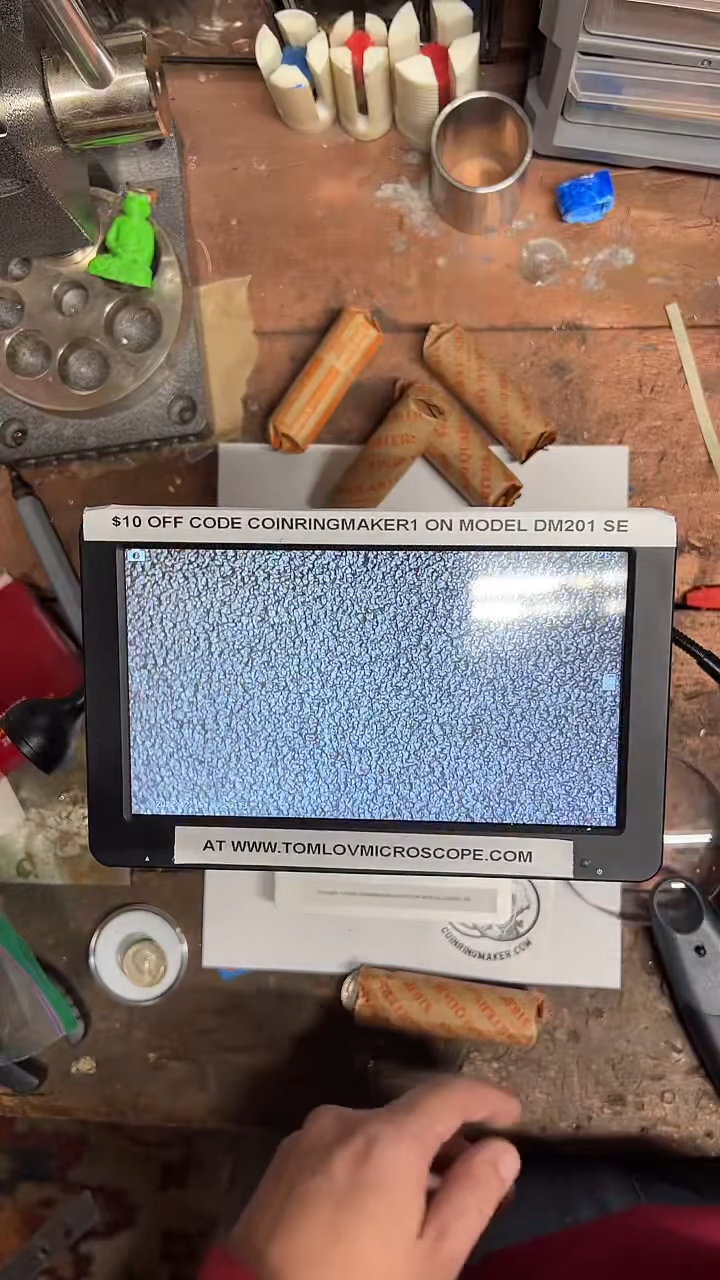 $10 OFF CODE COINRINGMAKER1 ON MODEL DM201 SE
AT WWW.TOMLOVMICROSCOPE.COM
COINRINGMAKER.COM